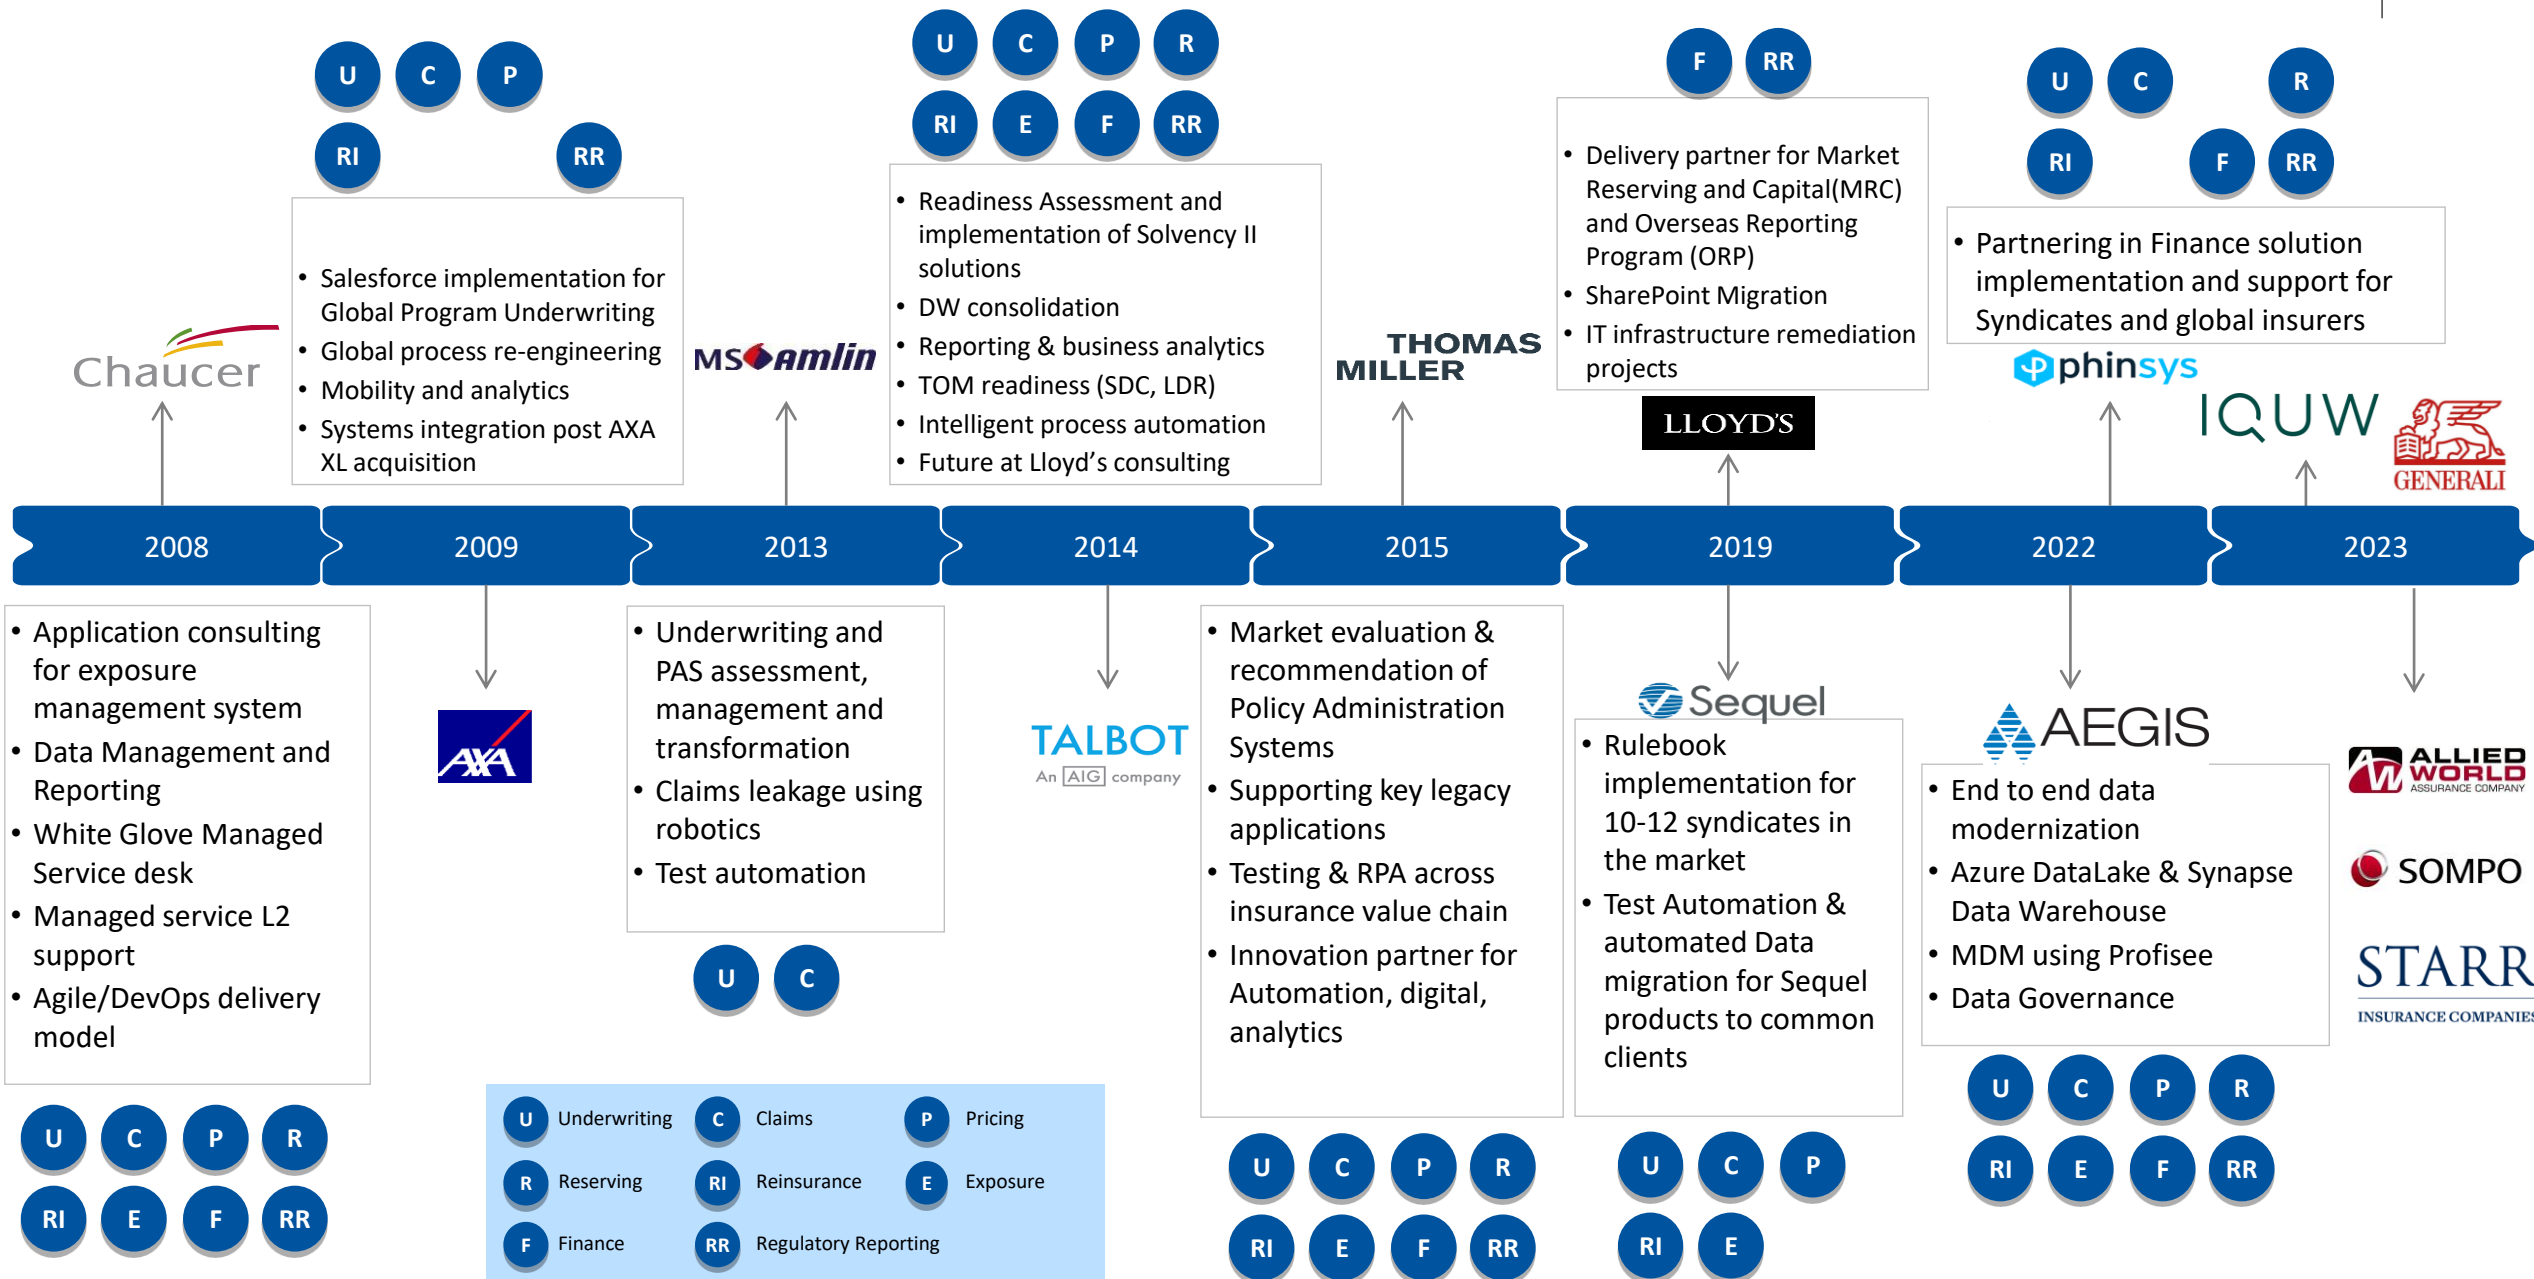 U C P
RI RR
• Salesforce implementation for
Global Program Underwriting
• Global process re-engineering
• Mobility and analytics
• Systems integration post AXA
XL acquisition
U C P R
RI E F RR
• Readiness Assessment and
implementation of Solvency II
solutions
• DW consolidation
• Reporting & business analytics
• TOM readiness (SDC, LDR)
• Intelligent process automation
• Future at Lloyd’s consulting
F RR
• Delivery partner for Market
Reserving and Capital(MRC)
and Overseas Reporting
Program (ORP)
• SharePoint Migration
• IT infrastructure remediation
projects
U C R
RI F RR
• Partnering in Finance solution
implementation and support for
Syndicates and global insurers
Chaucer
MS amlin
THOMAS
MILLER
LLOYD'S
phinsys
IQUW
GENERALI
2008
2009
2013
2014
2015
2019
2022
2023
• Application consulting
for exposure
management system
• Data Management and
Reporting
• White Glove Managed
Service desk
• Managed service L2
support
• Agile/DevOps delivery
model
U C P R
RI E F RR
AXA
• Underwriting and
PAS assessment,
management and
transformation
• Claims leakage using
robotics
• Test automation
U C
TALBOT
An AIG company
• Market evaluation &
recommendation of
Policy Administration
Systems
• Supporting key legacy
applications
• Testing & RPA across
insurance value chain
• Innovation partner for
Automation, digital,
analytics
U C P R
RI E F RR
Sequel
• Rulebook
implementation for
10-12 syndicates in
the market
• Test Automation &
automated Data
migration for Sequel
products to common
clients
U C P
RI E
AEGIS
• End to end data
modernization
• Azure DataLake & Synapse
Data Warehouse
• MDM using Profisee
• Data Governance
U C P R
RI E F RR
AW ALLIED
WORLD
ASSURANCE COMPANY
SOMPO
STARR
INSURANCE COMPANIES
U Underwriting C Claims P Pricing
R Reserving RI Reinsurance E Exposure
F Finance RR Regulatory Reporting